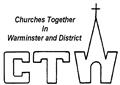 Churches Together
In
Warminster and District
CTW